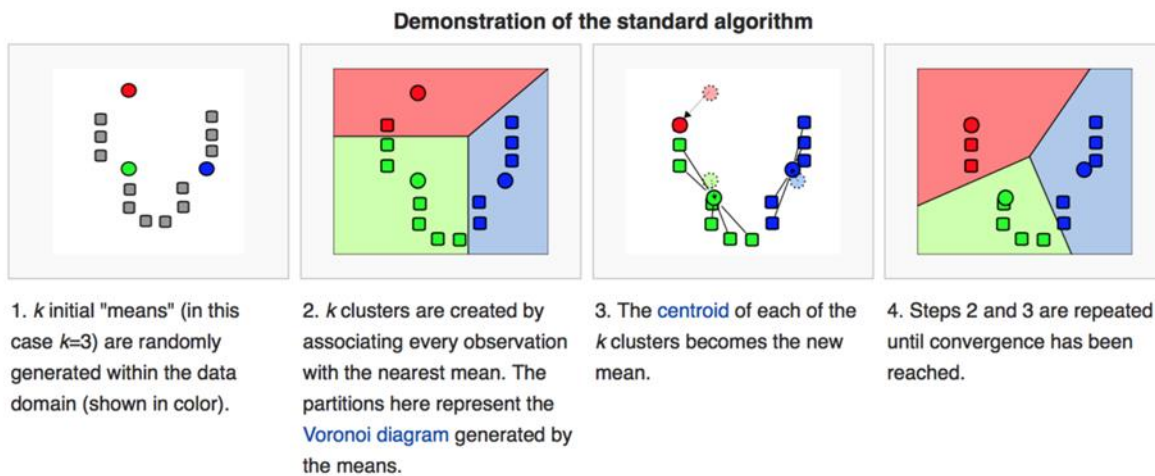 Demonstration of the standard algorithm
1. k initial "means" (in this
case k=3) are randomly
generated within the data
domain (shown in color).
2. k clusters are created by
associating every observation
with the nearest mean. The
partitions here represent the
Voronoi diagram generated by
the means.
3. The centroid of each of the
k clusters becomes the new
mean.
4. Steps 2 and 3 are repeated
until convergence has been
reached.